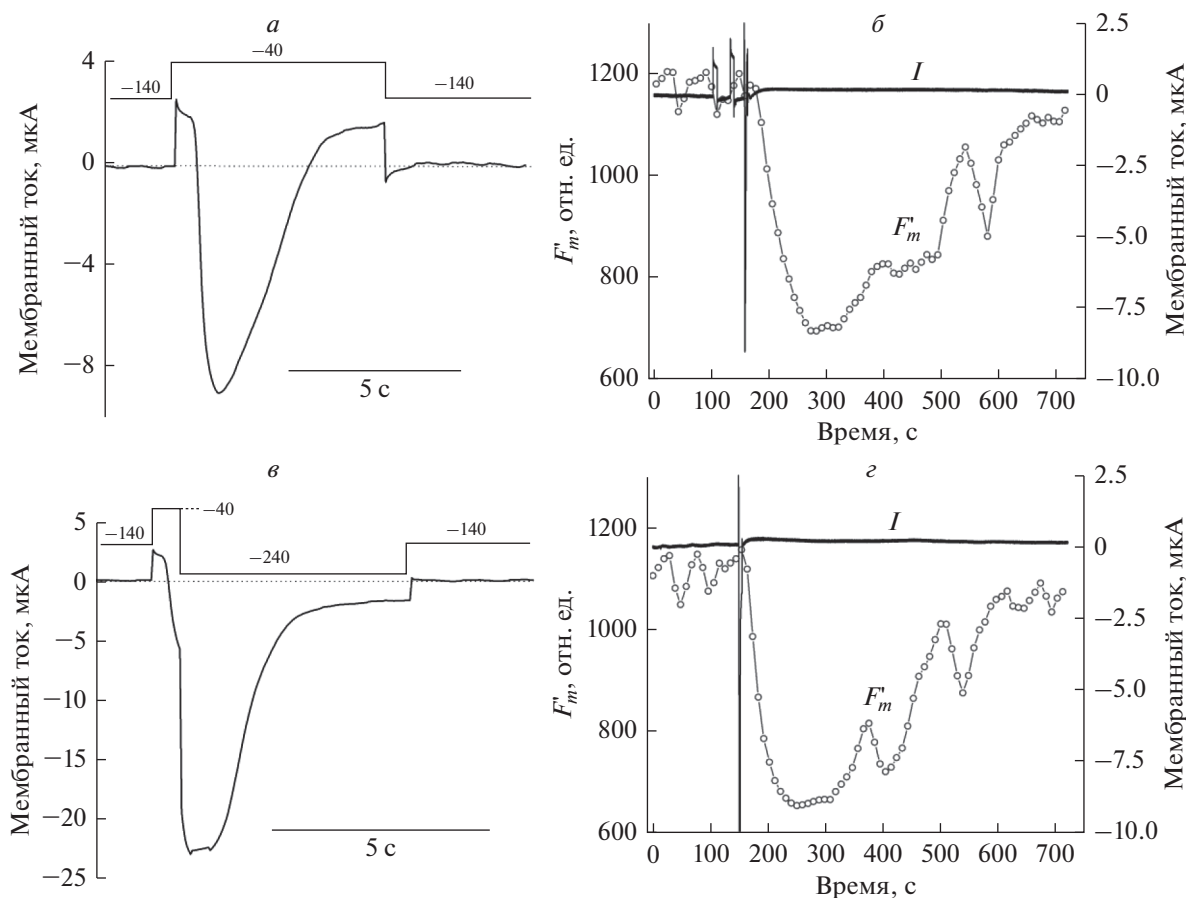 а
Мембранный ток, мкА
4
0
−4
−8
−140
−40
−140
5 с
б
F'm, отн. ед.
1200
1000
800
600
I
F'm
2.5
0
−2.5
−5.0
−7.5
−10.0
Мембранный ток, мкА
0 100 200 300 400 500 600 700
Время, с
в
Мембранный ток, мкА
5
0
−5
−10
−15
−20
−25
−140
−40
−240
−140
5 с
г
F'm, отн. ед.
1200
1000
800
600
I
F'm
2.5
0
−2.5
−5.0
−7.5
−10.0
Мембранный ток, мкА
0 100 200 300 400 500 600 700
Время, с